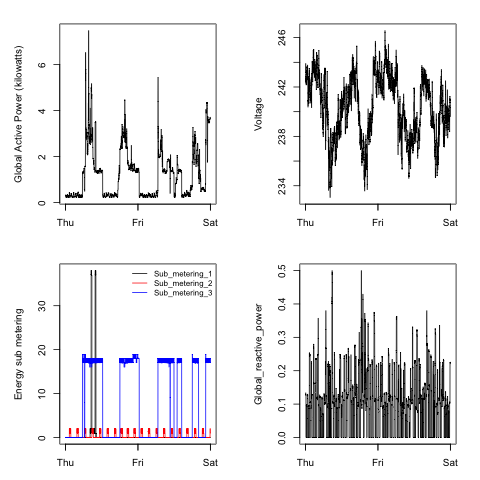 Global Active Power (kilowatts)
0
2
4
6
Thu
Fri
Sat
Voltage
234
238
242
246
Thu
Fri
Sat
Energy sub metering
0
10
20
30
Sub_metering_1
Sub_metering_2
Sub_metering_3
Thu
Fri
Sat
Global_reactive_power
0.0
0.1
0.2
0.3
0.4
0.5
Thu
Fri
Sat